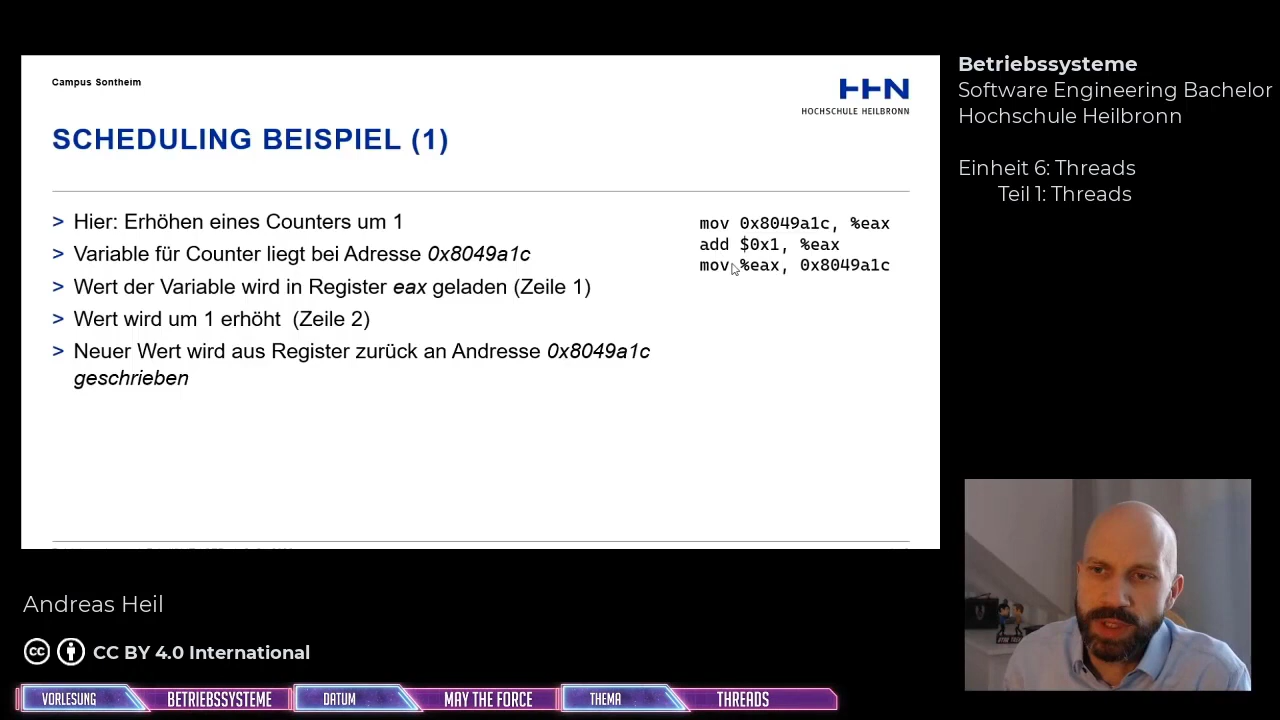 Campus Sontheim
HHN
HOCHSCHULE HEILBRONN
SCHEDULING BEISPIEL (1)
> Hier: Erhöhen eines Counters um 1
> Variable für Counter liegt bei Adresse 0x8049a1c
> Wert der Variable wird in Register eax geladen (Zeile 1)
> Wert wird um 1 erhöht (Zeile 2)
> Neuer Wert wird aus Register zurück an Andresse 0x8049a1c
geschrieben
mov 0x8049a1c, %eax
add $0x1, %eax
mov %eax, 0x8049a1c
Betriebssysteme
Software Engineering Bachelor
Hochschule Heilbronn
Einheit 6: Threads
Teil 1: Threads
Andreas Heil
cc CC BY 4.0 International
VORLESUNG BETRIEBSSYSTEME DATUM MAY THE FORCE THEMA THREADS